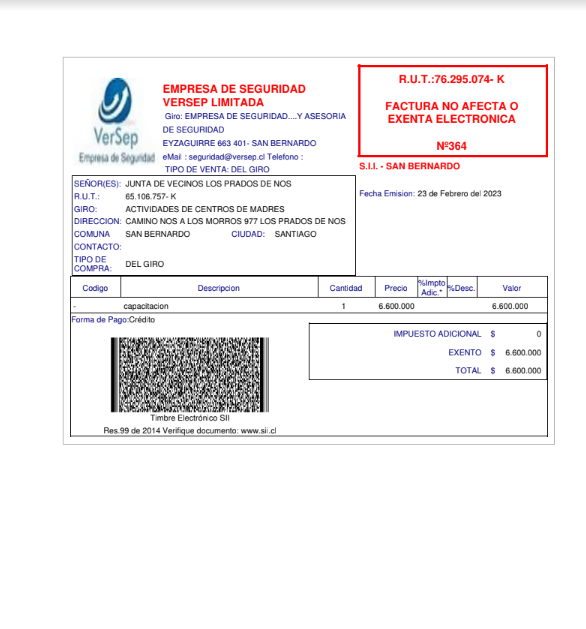 VerSep
Empresa de Seguridad
EMPRESA DE SEGURIDAD
VERSEP LIMITADA
Giro: EMPRESA DE SEGURIDAD....Y ASESORIA
DE SEGURIDAD
EYZAGUIRRE 663 401- SAN BERNARDO
eMail : seguridad@versep.cl Telefono :
TIPO DE VENTA: DEL GIRO
R.U.T.:76.295.074- K
FACTURA NO AFECTA O
EXENTA ELECTRONICA
Nº364
S.I.I. - SAN BERNARDO
Fecha Emision: 23 de Febrero del 2023
SEÑOR(ES): JUNTA DE VECINOS LOS PRADOS DE NOS
R.U.T.: 65.106.757- K
GIRO: ACTIVIDADES DE CENTROS DE MADRES
DIRECCION: CAMINO NOS A LOS MORROS 977 LOS PRADOS DE NOS
COMUNA SAN BERNARDO CIUDAD: SANTIAGO
CONTACTO:
TIPO DE
COMPRA: DEL GIRO
Codigo Descripcion Cantidad Precio %Impto Adic.* %Desc. Valor
- capacitacion 1 6.600.000 6.600.000
Forma de Pago:Crédito
IMPUESTO ADICIONAL $ 0
EXENTO $ 6.600.000
TOTAL $ 6.600.000
Timbre Electrónico SII
Res.99 de 2014 Verifique documento: www.sii.cl